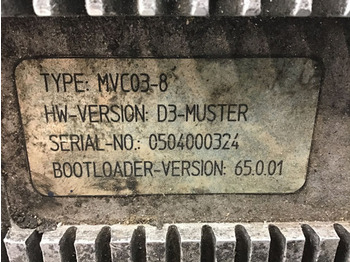 TYPE: MVC03-8
HW-VERSION: D3-MUSTER
SERIAL-NO.: 0504000324
BOOTLOADER-VERSION: 65.0.01